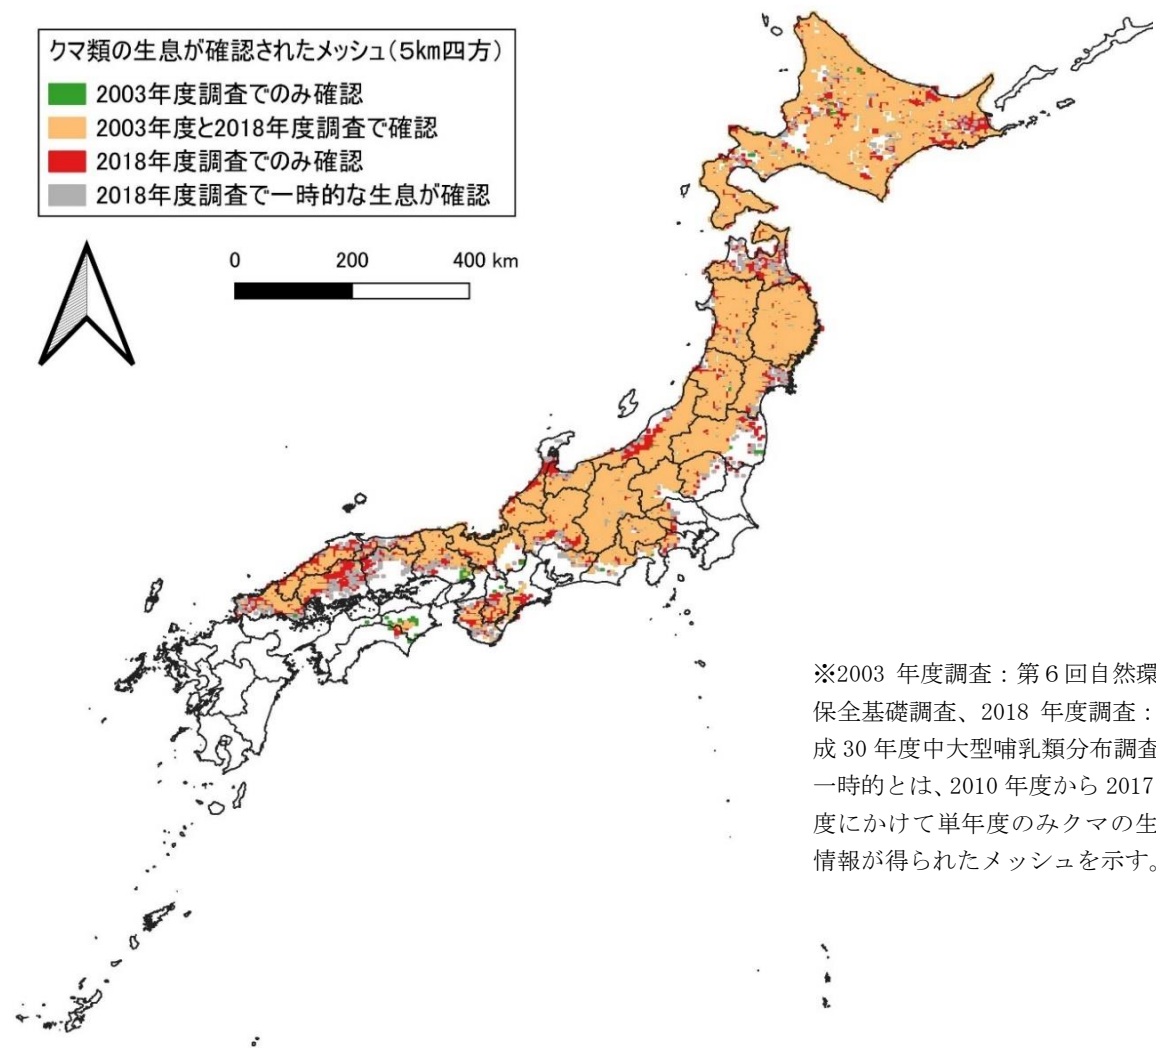 クマ類の生息が確認されたメッシュ(5km四方)
2003年度調査でのみ確認
2003年度と2018年度調査で確認
2018年度調査でのみ確認
2018年度調査で一時的な生息が確認
0 200 400 km
※2003 年度調査：第６回自然環
保全基礎調査、2018 年度調査：
成 30 年度中大型哺乳類分布調査
一時的とは、2010 年度から 2017
度にかけて単年度のみクマの生
情報が得られたメッシュを示す。